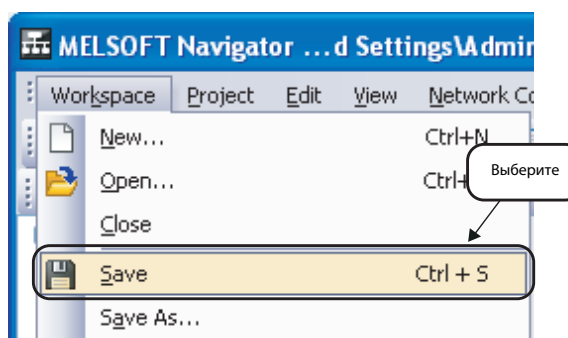 MELSOFT Navigator ...d Settings\Admin
Workspace Project Edit View Network Co
New... Ctrl+N
Open... Ctrl+
Выберите
Close
Save Ctrl + S
Save As...